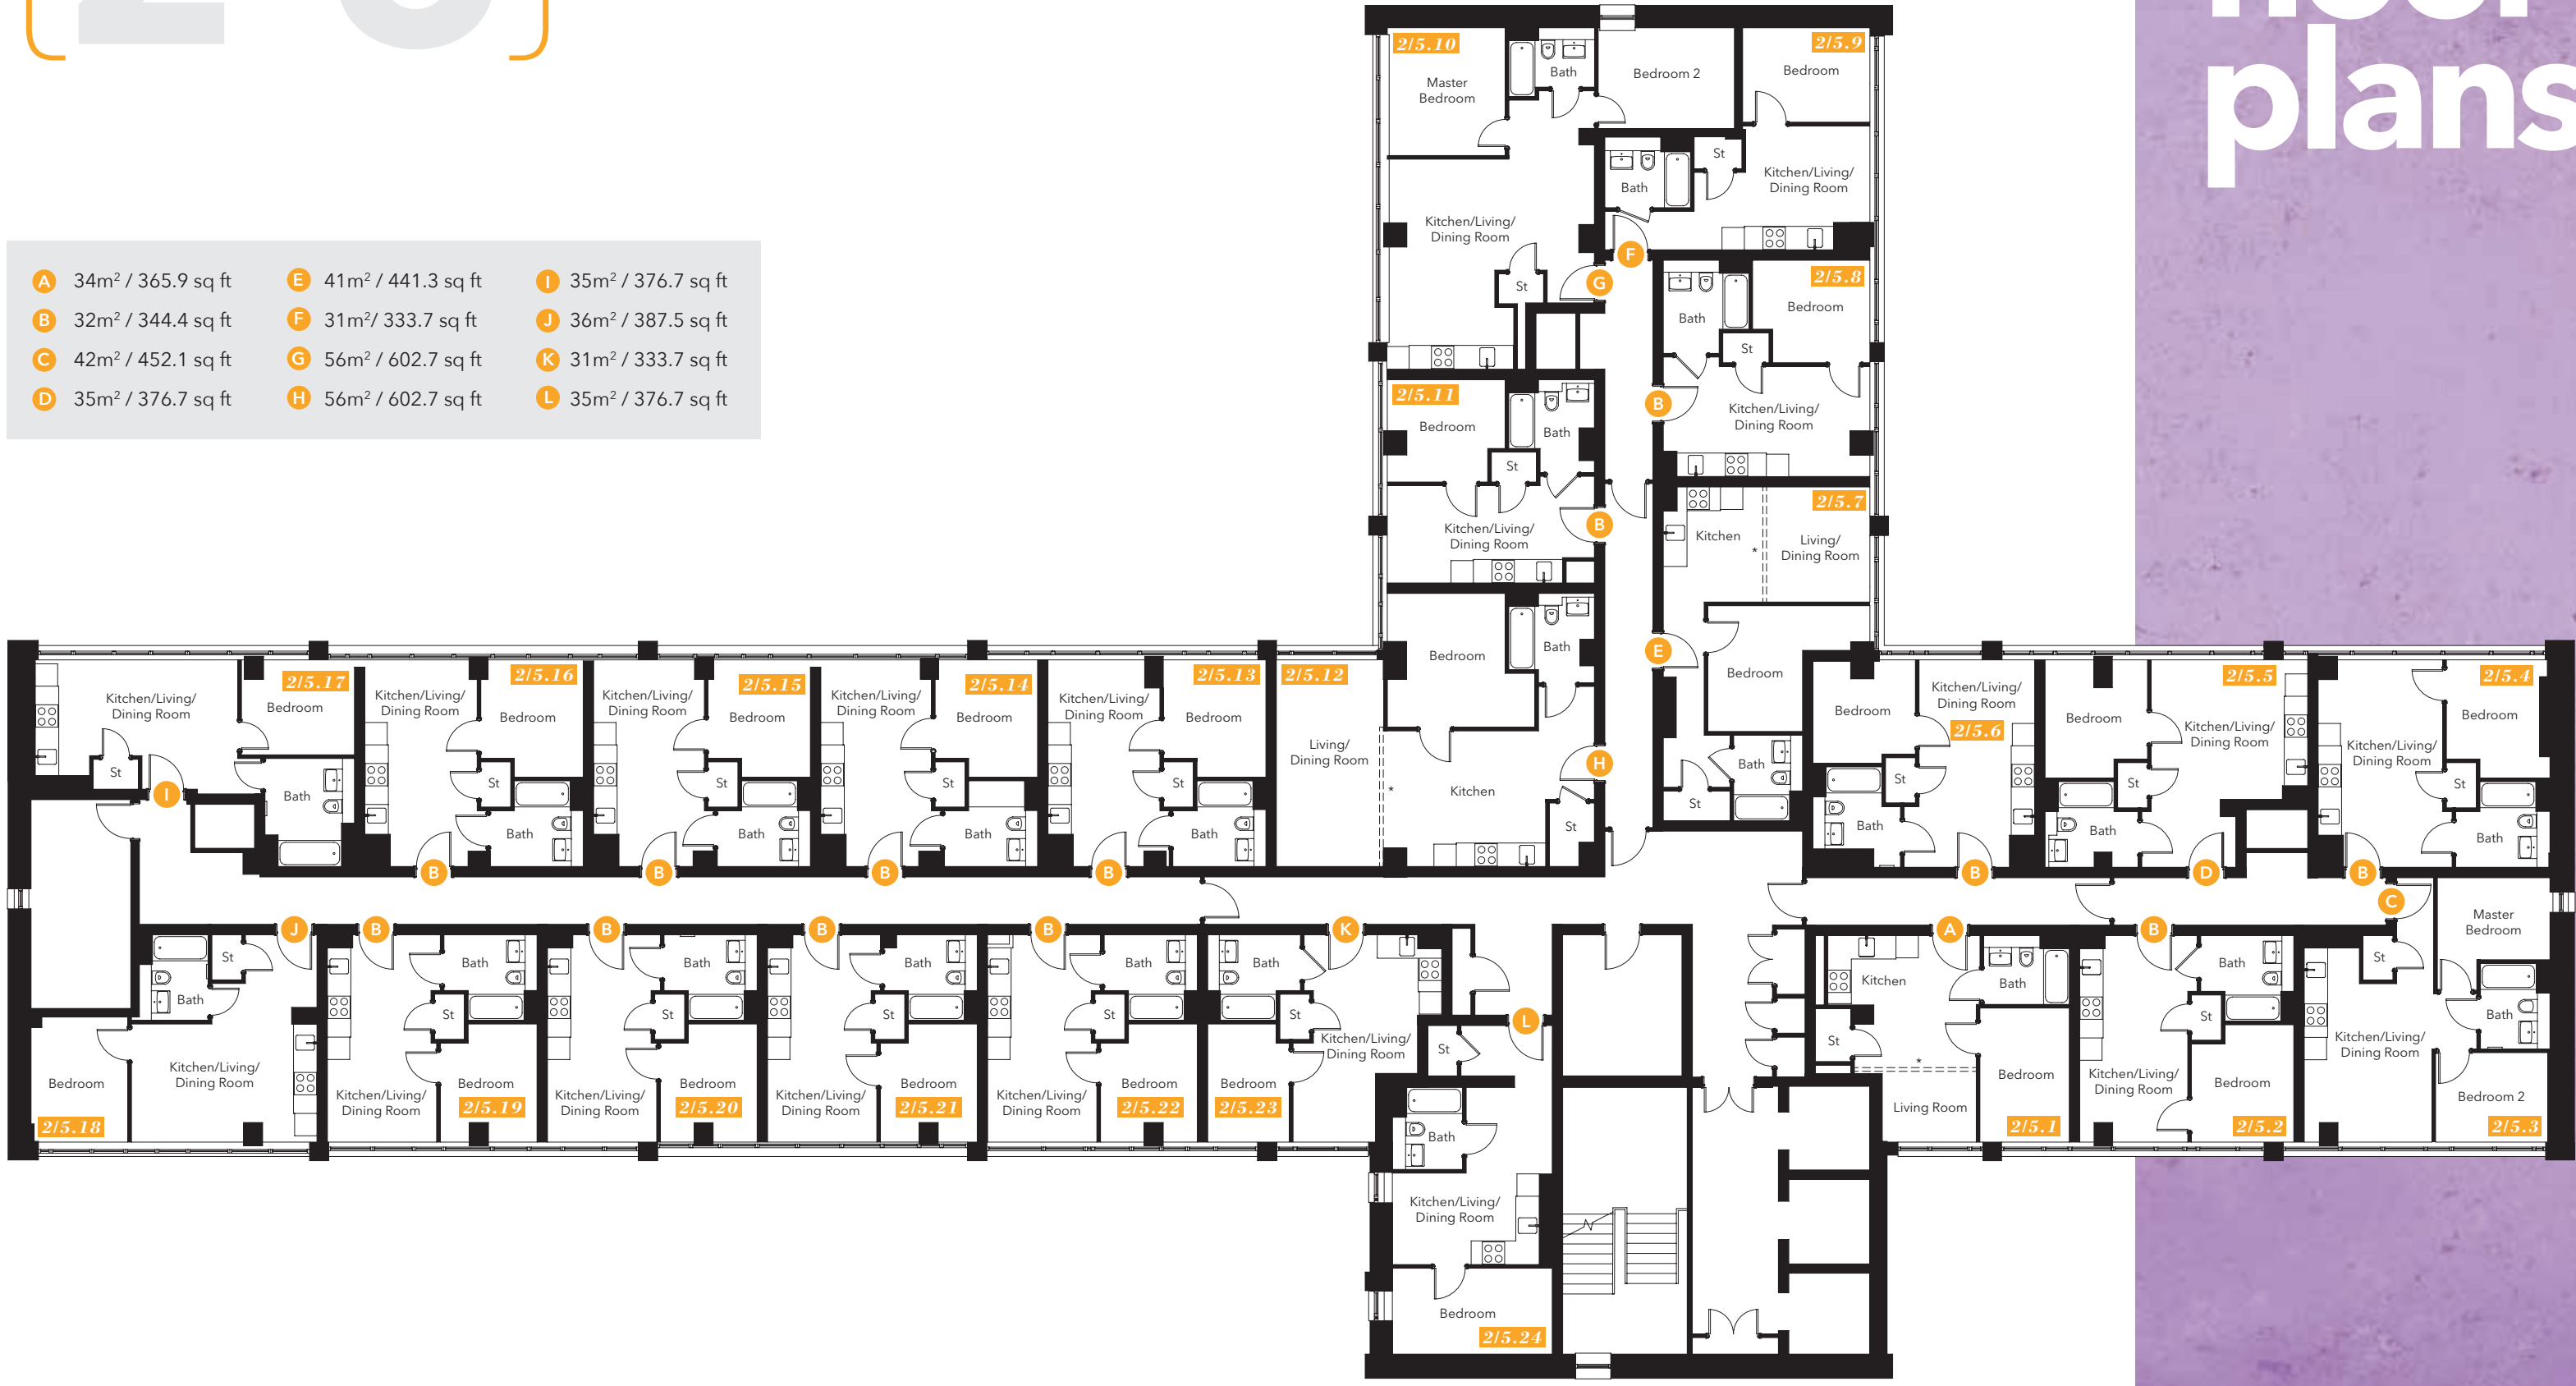 plans
A 34m² / 365.9 sq ft
B 32m² / 344.4 sq ft
C 42m² / 452.1 sq ft
D 35m² / 376.7 sq ft
E 41m² / 441.3 sq ft
F 31m²/ 333.7 sq ft
G 56m² / 602.7 sq ft
H 56m² / 602.7 sq ft
I 35m² / 376.7 sq ft
J 36m² / 387.5 sq ft
K 31m² / 333.7 sq ft
L 35m² / 376.7 sq ft
2/5.10
Master
Bedroom
Bath
Kitchen/Living/
Dining Room
St
G
Bedroom 2
2/5.9
Bedroom
St
Bath
Kitchen/Living/
Dining Room
F
2/5.8
Bedroom
Bath
St
B
Kitchen/Living/
Dining Room
2/5.11
Bedroom
Bath
St
B
Kitchen/Living/
Dining Room
2/5.7
Kitchen
*
Living/
Dining Room
E
Bedroom
Bath
St
2/5.17
Kitchen/Living/
Dining Room
Bedroom
St
Bath
I
2/5.16
Kitchen/Living/
Dining Room
Bedroom
St
Bath
B
2/5.15
Kitchen/Living/
Dining Room
Bedroom
St
Bath
B
2/5.14
Kitchen/Living/
Dining Room
Bedroom
St
Bath
B
2/5.13
Kitchen/Living/
Dining Room
Bedroom
St
Bath
B
2/5.12
Bedroom
Bath
Living/
Dining Room
*
Kitchen
St
H
Bedroom
Kitchen/Living/
Dining Room
2/5.6
St
Bath
B
2/5.5
Bedroom
Kitchen/Living/
Dining Room
St
Bath
D
2/5.4
Bedroom
Kitchen/Living/
Dining Room
St
Bath
B
J
St
Bath
Kitchen/Living/
Dining Room
Bedroom
2/5.18
B
Bath
St
Bedroom
Kitchen/Living/
Dining Room
2/5.19
B
Bath
St
Bedroom
Kitchen/Living/
Dining Room
2/5.20
B
Bath
St
Bedroom
Kitchen/Living/
Dining Room
2/5.21
B
Bath
St
Bedroom
Kitchen/Living/
Dining Room
2/5.22
K
Bath
St
Kitchen/Living/
Dining Room
Bedroom
2/5.23
L
St
Bath
Kitchen/Living/
Dining Room
Bedroom
2/5.24
A
Kitchen
Bath
St
*
Bedroom
Living Room
2/5.1
B
Bath
St
Kitchen/Living/
Dining Room
Bedroom
2/5.2
C
Master
Bedroom
St
Bath
Kitchen/Living/
Dining Room
Bedroom 2
2/5.3